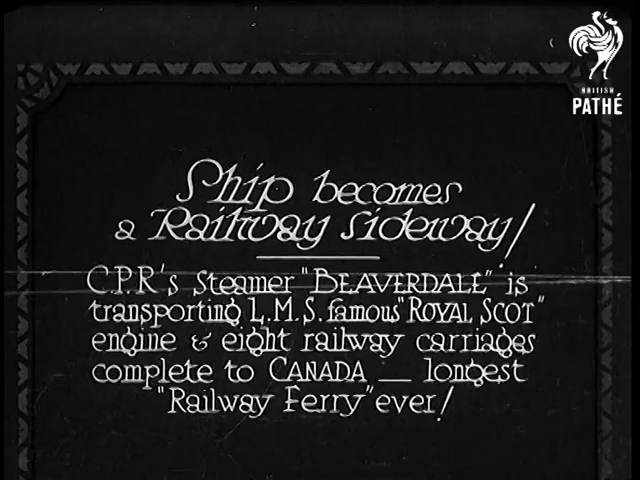 BRITISH
PATHÉ
Ship becomes
a Railway sideway!
C.P.R's Steamer "BEAVERDALE" is
transporting L.M.S. famous "ROYAL SCOT"
engine & eight railway carriages
complete to CANADA — longest
"Railway Ferry" ever!